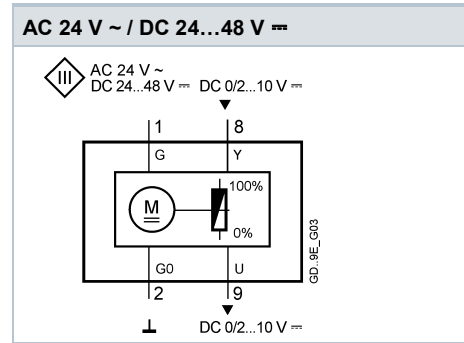 AC 24 V ~ / DC 24...48 V ⎓
III
AC 24 V ~
DC 24...48 V ⎓ DC 0/2...10 V ⎓
1 8
G Y
100%
M
0%
GD..9E_G03
G0 U
2 9
DC 0/2...10 V ⎓